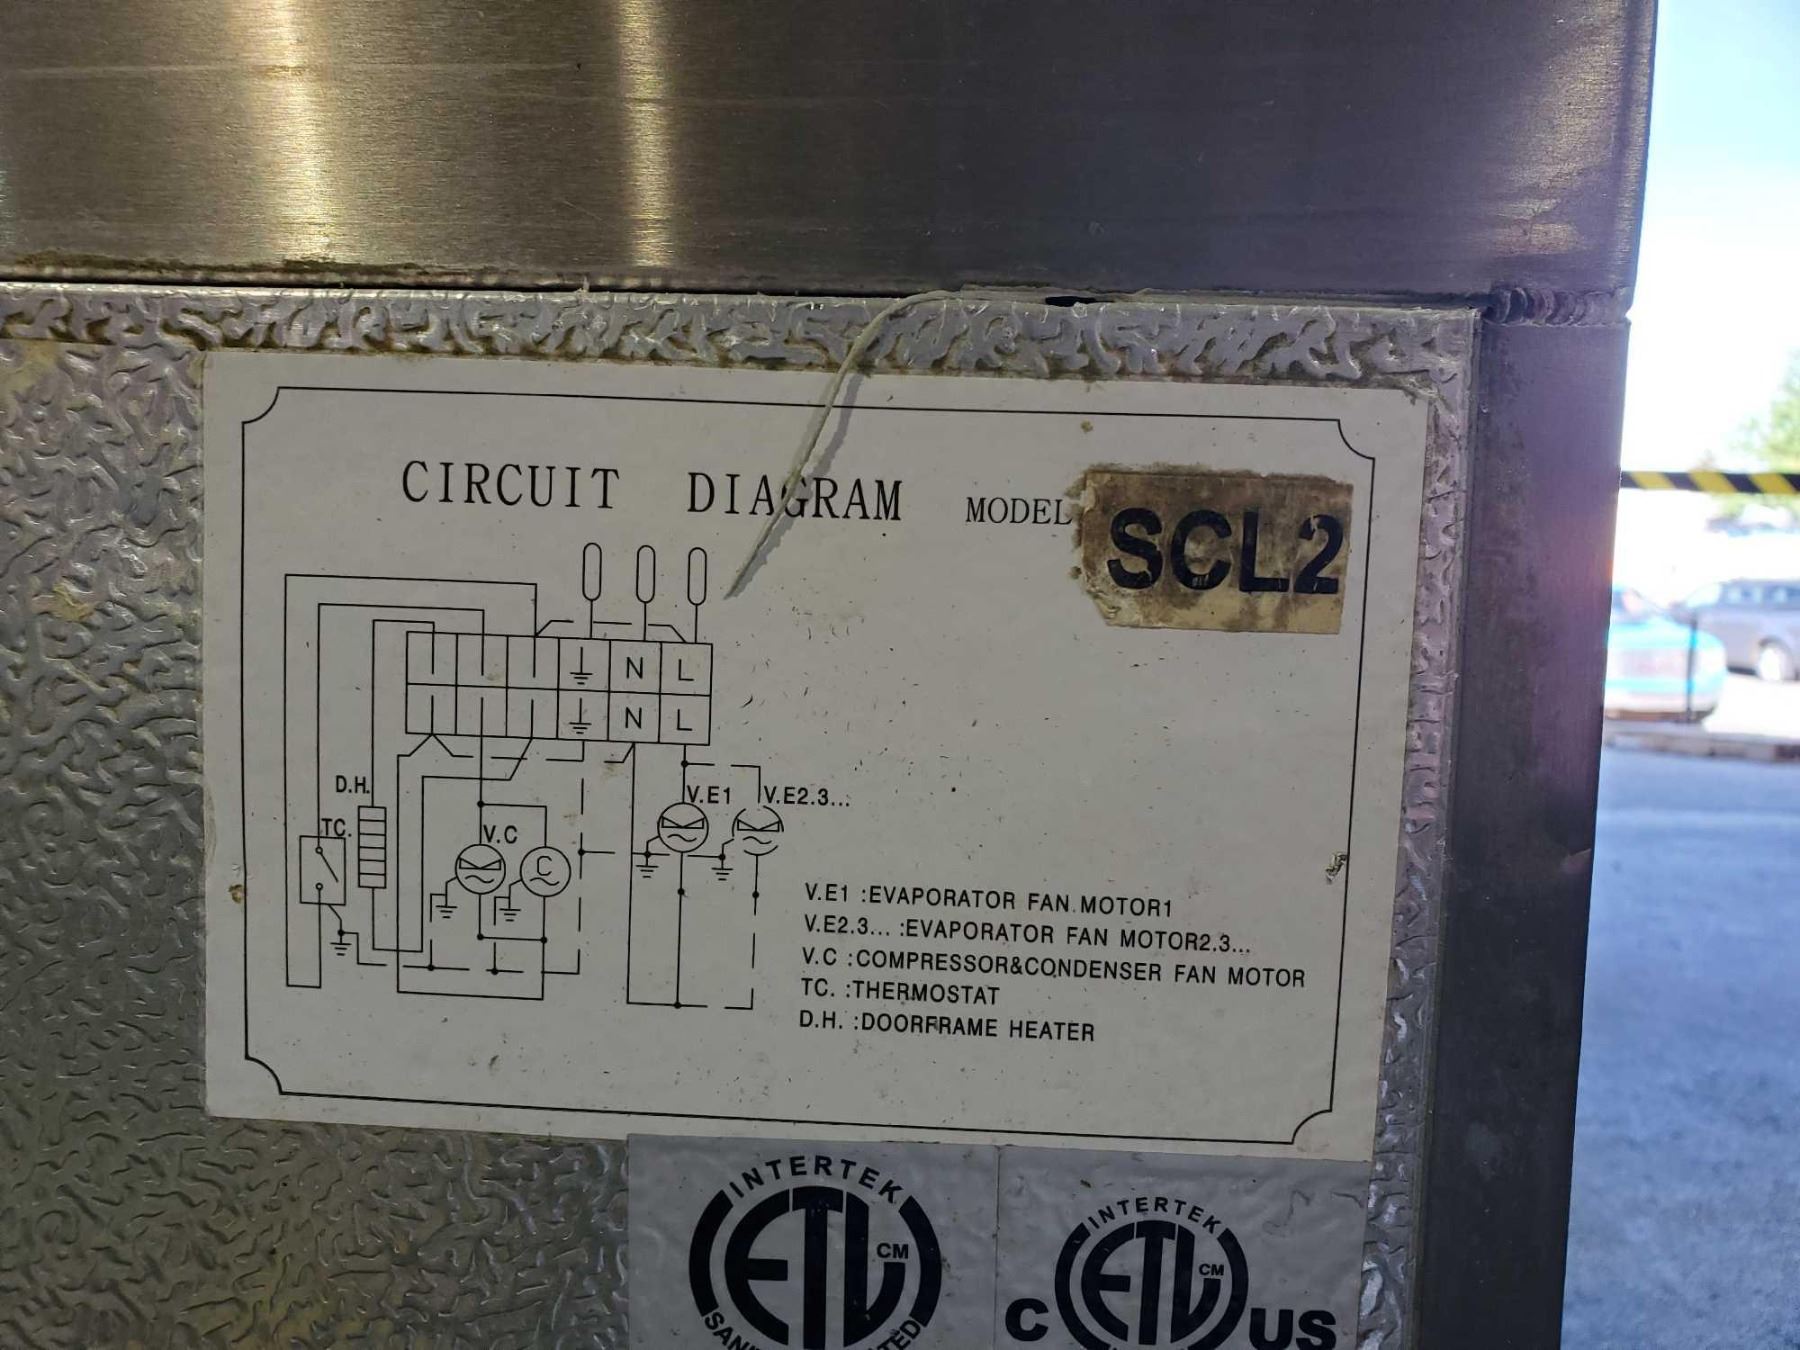 CIRCUIT DIAGRAM MODEL SCL2
N L
N L
D.H.
V.E1 V.E2.3...
TC.
V.C
C
V.E1 :EVAPORATOR FAN MOTOR1
V.E2.3... :EVAPORATOR FAN MOTOR2.3...
V.C :COMPRESSOR&CONDENSER FAN MOTOR
TC. :THERMOSTAT
D.H. :DOORFRAME HEATER
INTERTEK
ETL
CM
INTERTEK
ETL
CM
C US